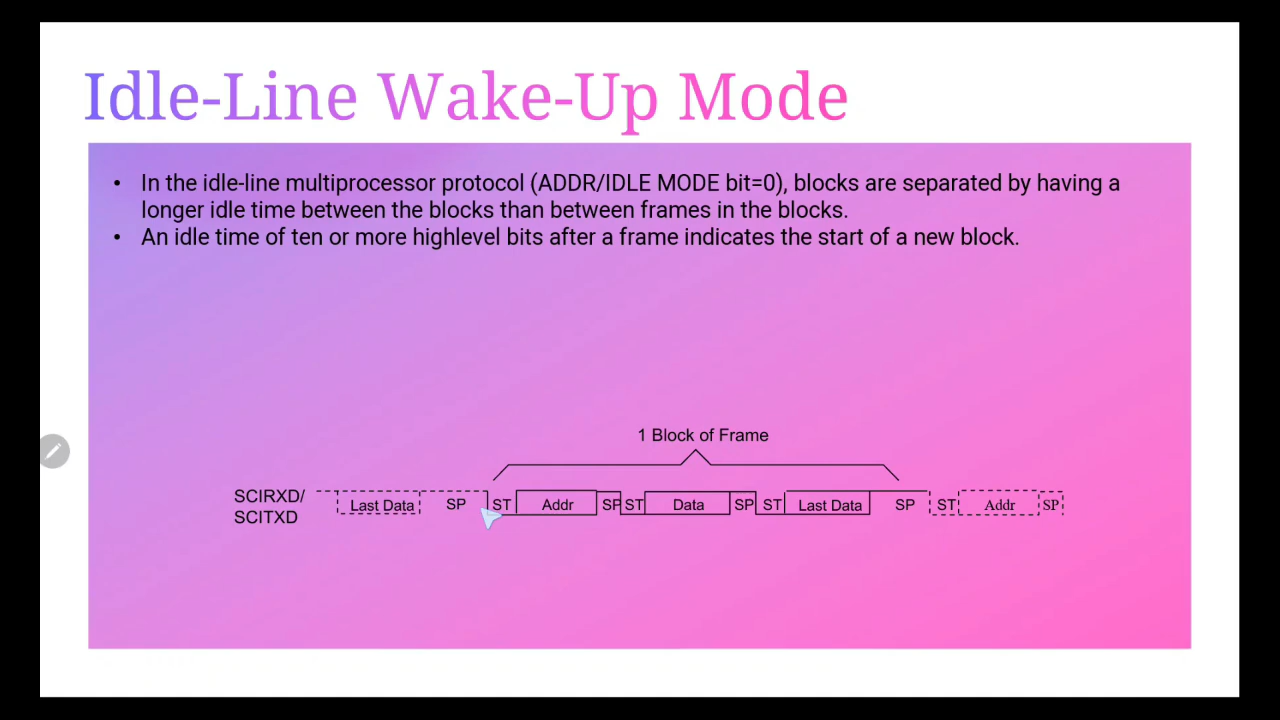 Idle-Line Wake-Up Mode
• In the idle-line multiprocessor protocol (ADDR/IDLE MODE bit=0), blocks are separated by having a
longer idle time between the blocks than between frames in the blocks.
• An idle time of ten or more highlevel bits after a frame indicates the start of a new block.
1 Block of Frame
SCIRXD/
SCITXD
Last Data SP ST Addr SP ST Data SP ST Last Data SP ST Addr SP